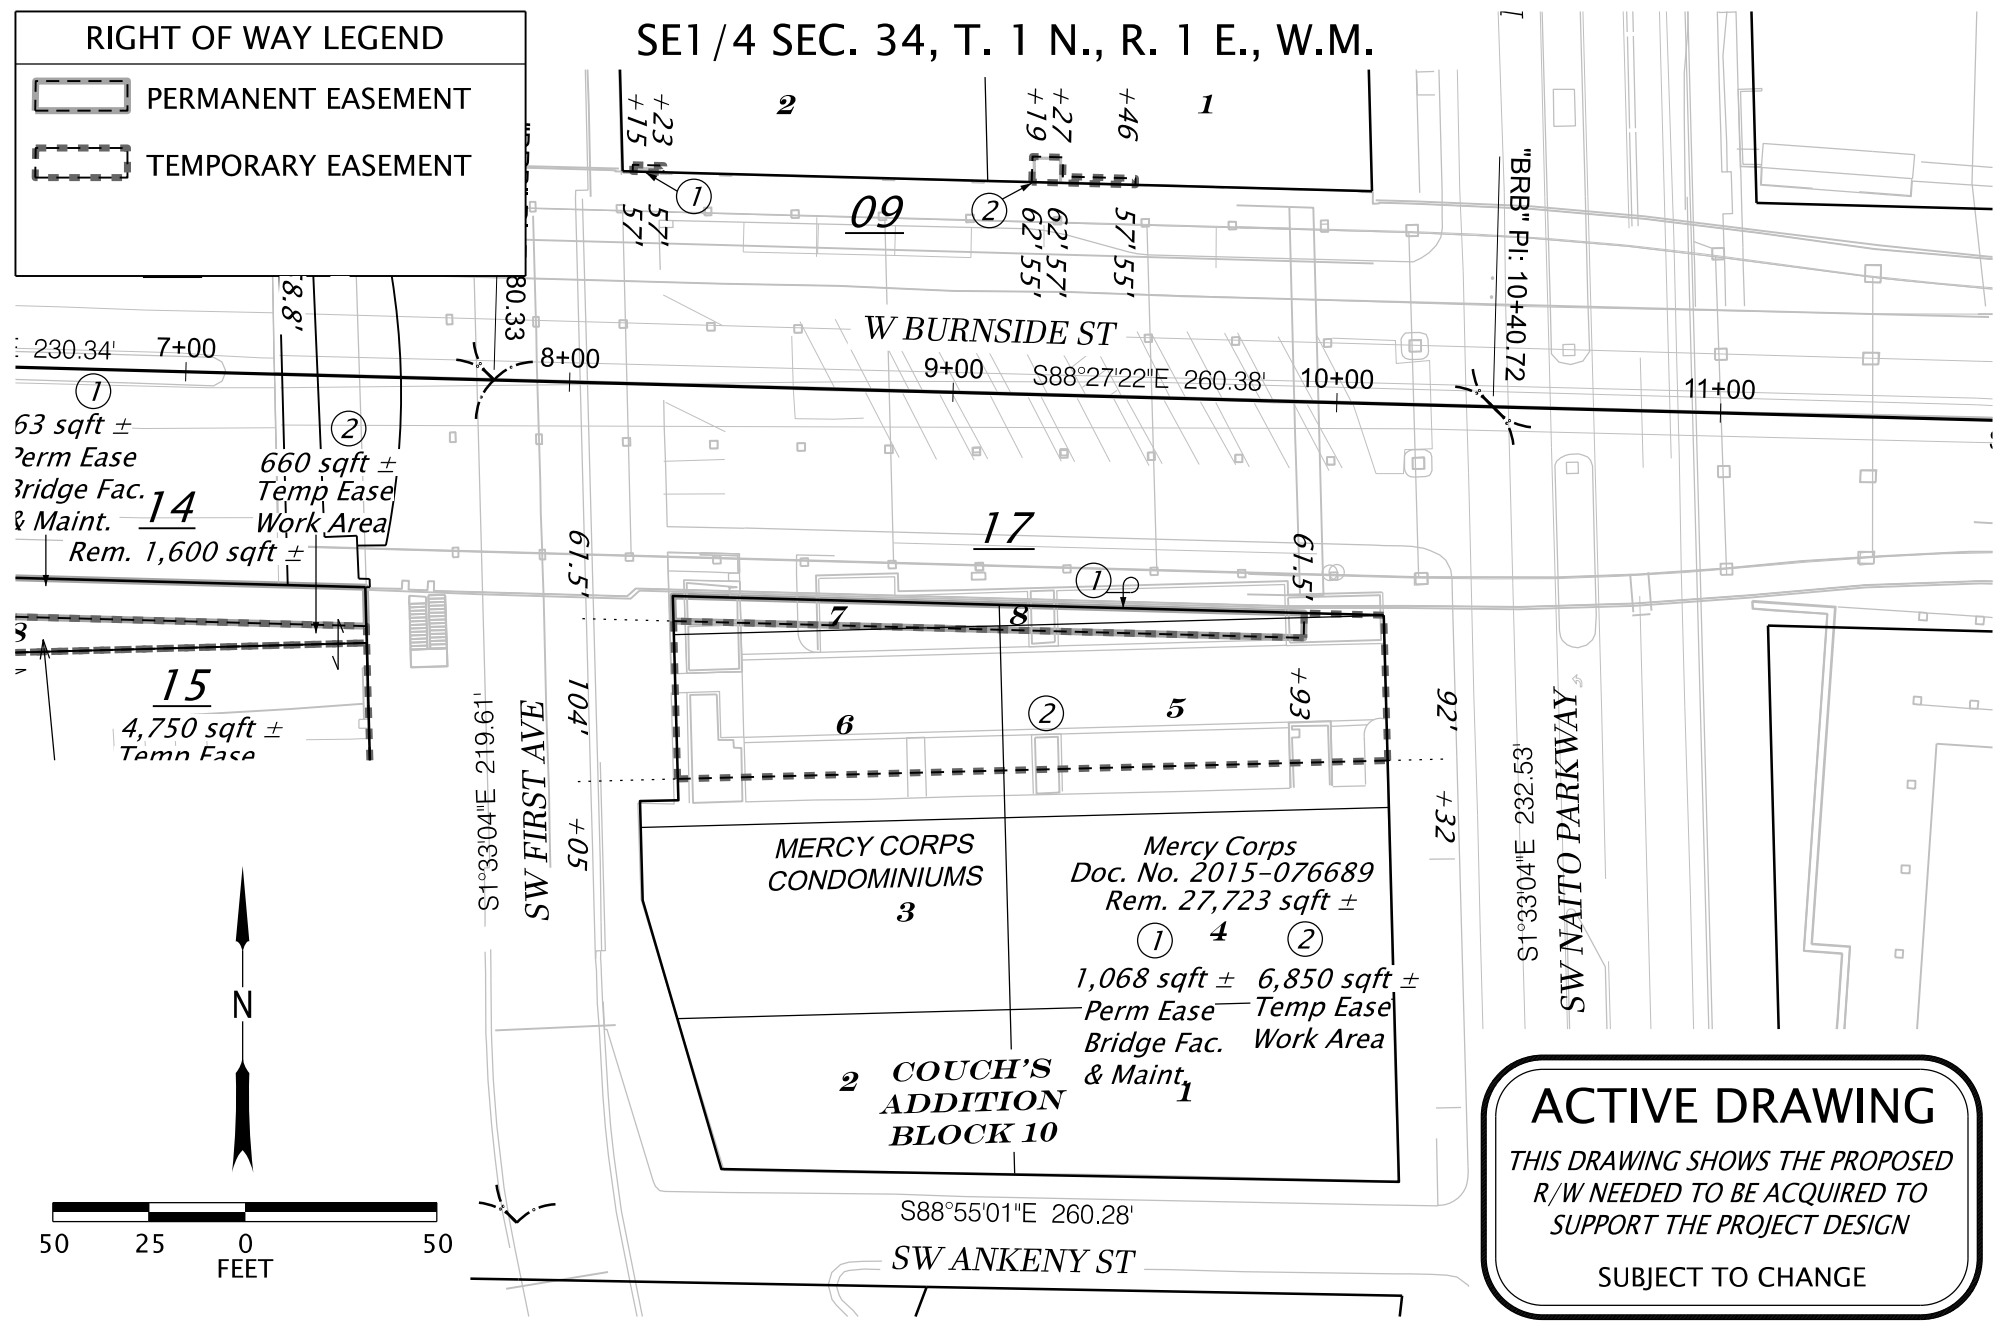 RIGHT OF WAY LEGEND
PERMANENT EASEMENT
TEMPORARY EASEMENT
SE1/4 SEC. 34, T. 1 N., R. 1 E., W.M.
2
1
+15
+23
+19
+27
+46
1
2
09
57'
57'
62' 55'
62' 57'
57' 55'
"BRB" PI: 10+40.72
8.8'
80.33
W BURNSIDE ST
230.34'
7+00
8+00
9+00
S88°27'22"E 260.38'
10+00
11+00
1
63 sqft ±
Perm Ease
Bridge Fac.
& Maint.
14
2
660 sqft ±
Temp Ease
Work Area
Rem. 1,600 sqft ±
17
61.5'
61.5'
1
7
8
8
15
4,750 sqft ±
Temp Ease
104'
+05
6
2
5
+93
92'
+32
S1°33'04"E 219.61'
SW FIRST AVE
S1°33'04"E 232.53'
SW NAITO PARKWAY
MERCY CORPS
CONDOMINIUMS
3
Mercy Corps
Doc. No. 2015-076689
Rem. 27,723 sqft ±
4
1
1,068 sqft ±
Perm Ease
Bridge Fac.
& Maint.
2
6,850 sqft ±
Temp Ease
Work Area
1
2
COUCH'S
ADDITION
BLOCK 10
N
50 25 0 50
FEET
S88°55'01"E 260.28'
SW ANKENY ST
ACTIVE DRAWING
THIS DRAWING SHOWS THE PROPOSED
R/W NEEDED TO BE ACQUIRED TO
SUPPORT THE PROJECT DESIGN
SUBJECT TO CHANGE